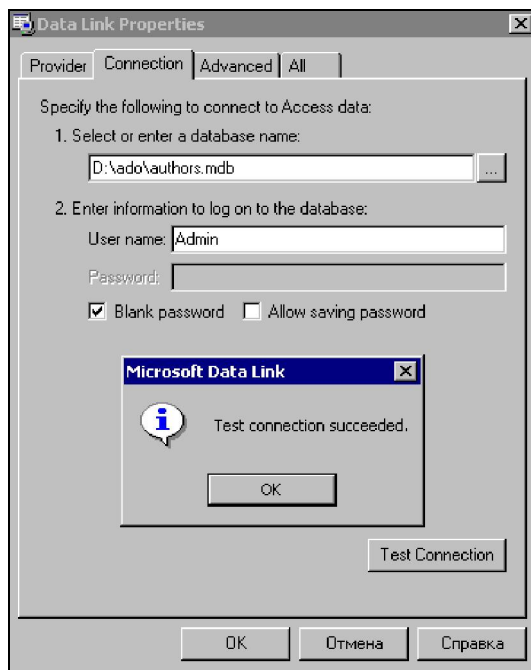 Data Link Properties
Provider Connection Advanced All
Specify the following to connect to Access data:
1. Select or enter a database name:
D:\ado\authors.mdb ...
2. Enter information to log on to the database:
User name: Admin
Password:
Blank password Allow saving password
Microsoft Data Link
Test connection succeeded.
OK
Test Connection
OK Отмена Справка